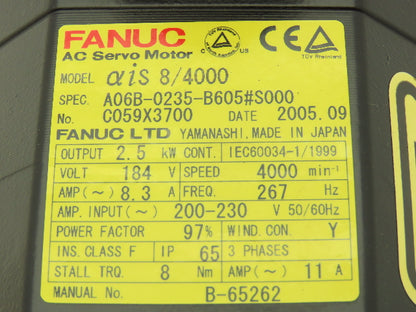 FANUC
AC Servo Motor
C US
TÜV Rheinland
MODEL αiS 8/4000
SPEC. A06B-0235-B605#S000
No. C059X3700 DATE 2005.09
FANUC LTD YAMANASHI. MADE IN JAPAN
OUTPUT 2.5 kW CONT. IEC60034-1/1999
VOLT 184 V SPEED 4000 min⁻¹
AMP(~) 8.3 A FREQ. 267 Hz
AMP. INPUT(~) 200-230 V 50/60Hz
POWER FACTOR 97% WIND.CON. Y
INS.CLASS F IP 65 3 PHASES
STALL TRQ. 8 Nm AMP(~) 11 A
MANUAL No. B-65262